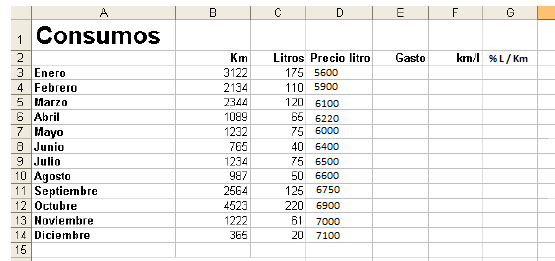 A B C D E F G
1 Consumos
2 Km Litros Precio litro Gasto km/l % L / Km
3 Enero 3122 175 5600
4 Febrero 2134 110 5900
5 Marzo 2344 120 6100
6 Abril 1089 65 6220
7 Mayo 1232 75 6000
8 Junio 765 40 6400
9 Julio 1234 75 6500
10 Agosto 987 50 6600
11 Septiembre 2564 125 6750
12 Octubre 4523 220 6900
13 Noviembre 1222 61 7000
14 Diciembre 365 20 7100
15